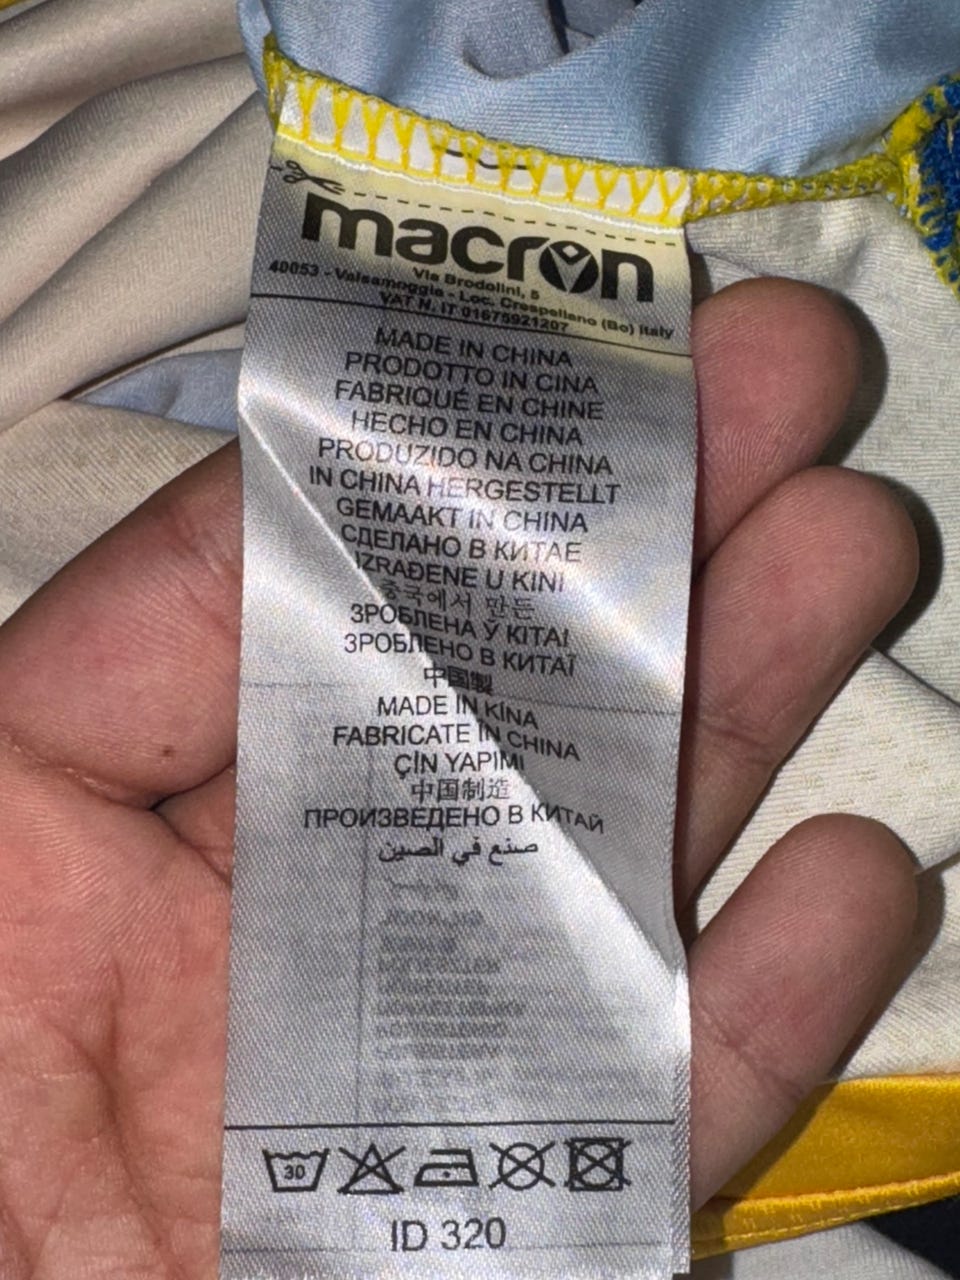 macron
Via Brodolini, 5
40053 - Valsamoggia - Loc. Crespellano (Bo) Italy
VAT N. IT 01675921207
MADE IN CHINA
PRODOTTO IN CINA
FABRIQUÉ EN CHINE
HECHO EN CHINA
PRODUZIDO NA CHINA
IN CHINA HERGESTELLT
GEMAAKT IN CHINA
СДЕЛАНО В КИТАЕ
IZRAĐENE U KINI
중국에서 만든
ЗРОБЛЕНА Ў КІТАІ
ЗРОБЛЕНО В КИТАЇ
中国製
MADE IN KÍNA
FABRICATE IN CHINA
ÇİN YAPIMI
中国制造
ПРОИЗВЕДЕНО В КИТАЙ
صنع في الصين
30
ID 320